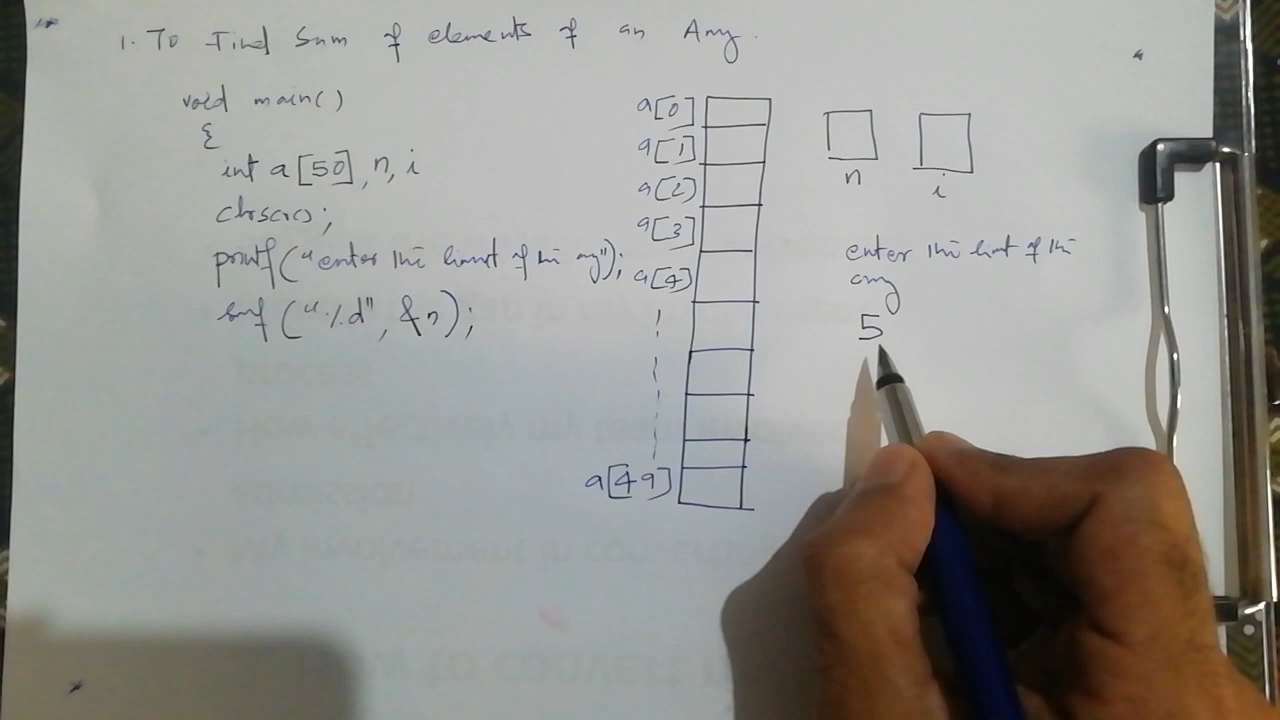 1. To Find Sum of elements of an Array.
void main()
{
int a[50], n, i
clrscr();
printf("enter the limit of the array");
scanf("%d", &n);
a[0]
a[1]
a[2]
a[3]
a[4]
a[49]
n
i
enter the limit of the
array
5